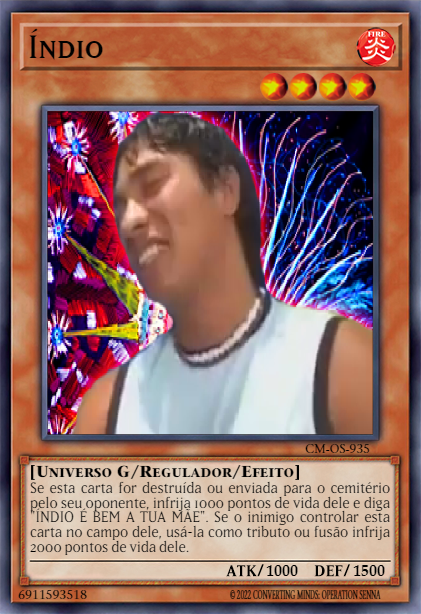 Índio
FIRE
炎
CM-OS-935
[Universo G/Regulador/Efeito]
Se esta carta for destruída ou enviada para o cemitério
pelo seu oponente, infrija 1000 pontos de vida dele e diga
"ÍNDIO É BEM A TUA MÃE". Se o inimigo controlar esta
carta no campo dele, usá-la como tributo ou fusão infrija
2000 pontos de vida dele.
ATK/1000 DEF/1500
6911593518 ©2022 CONVERTING MINDS: OPERATION SENNA